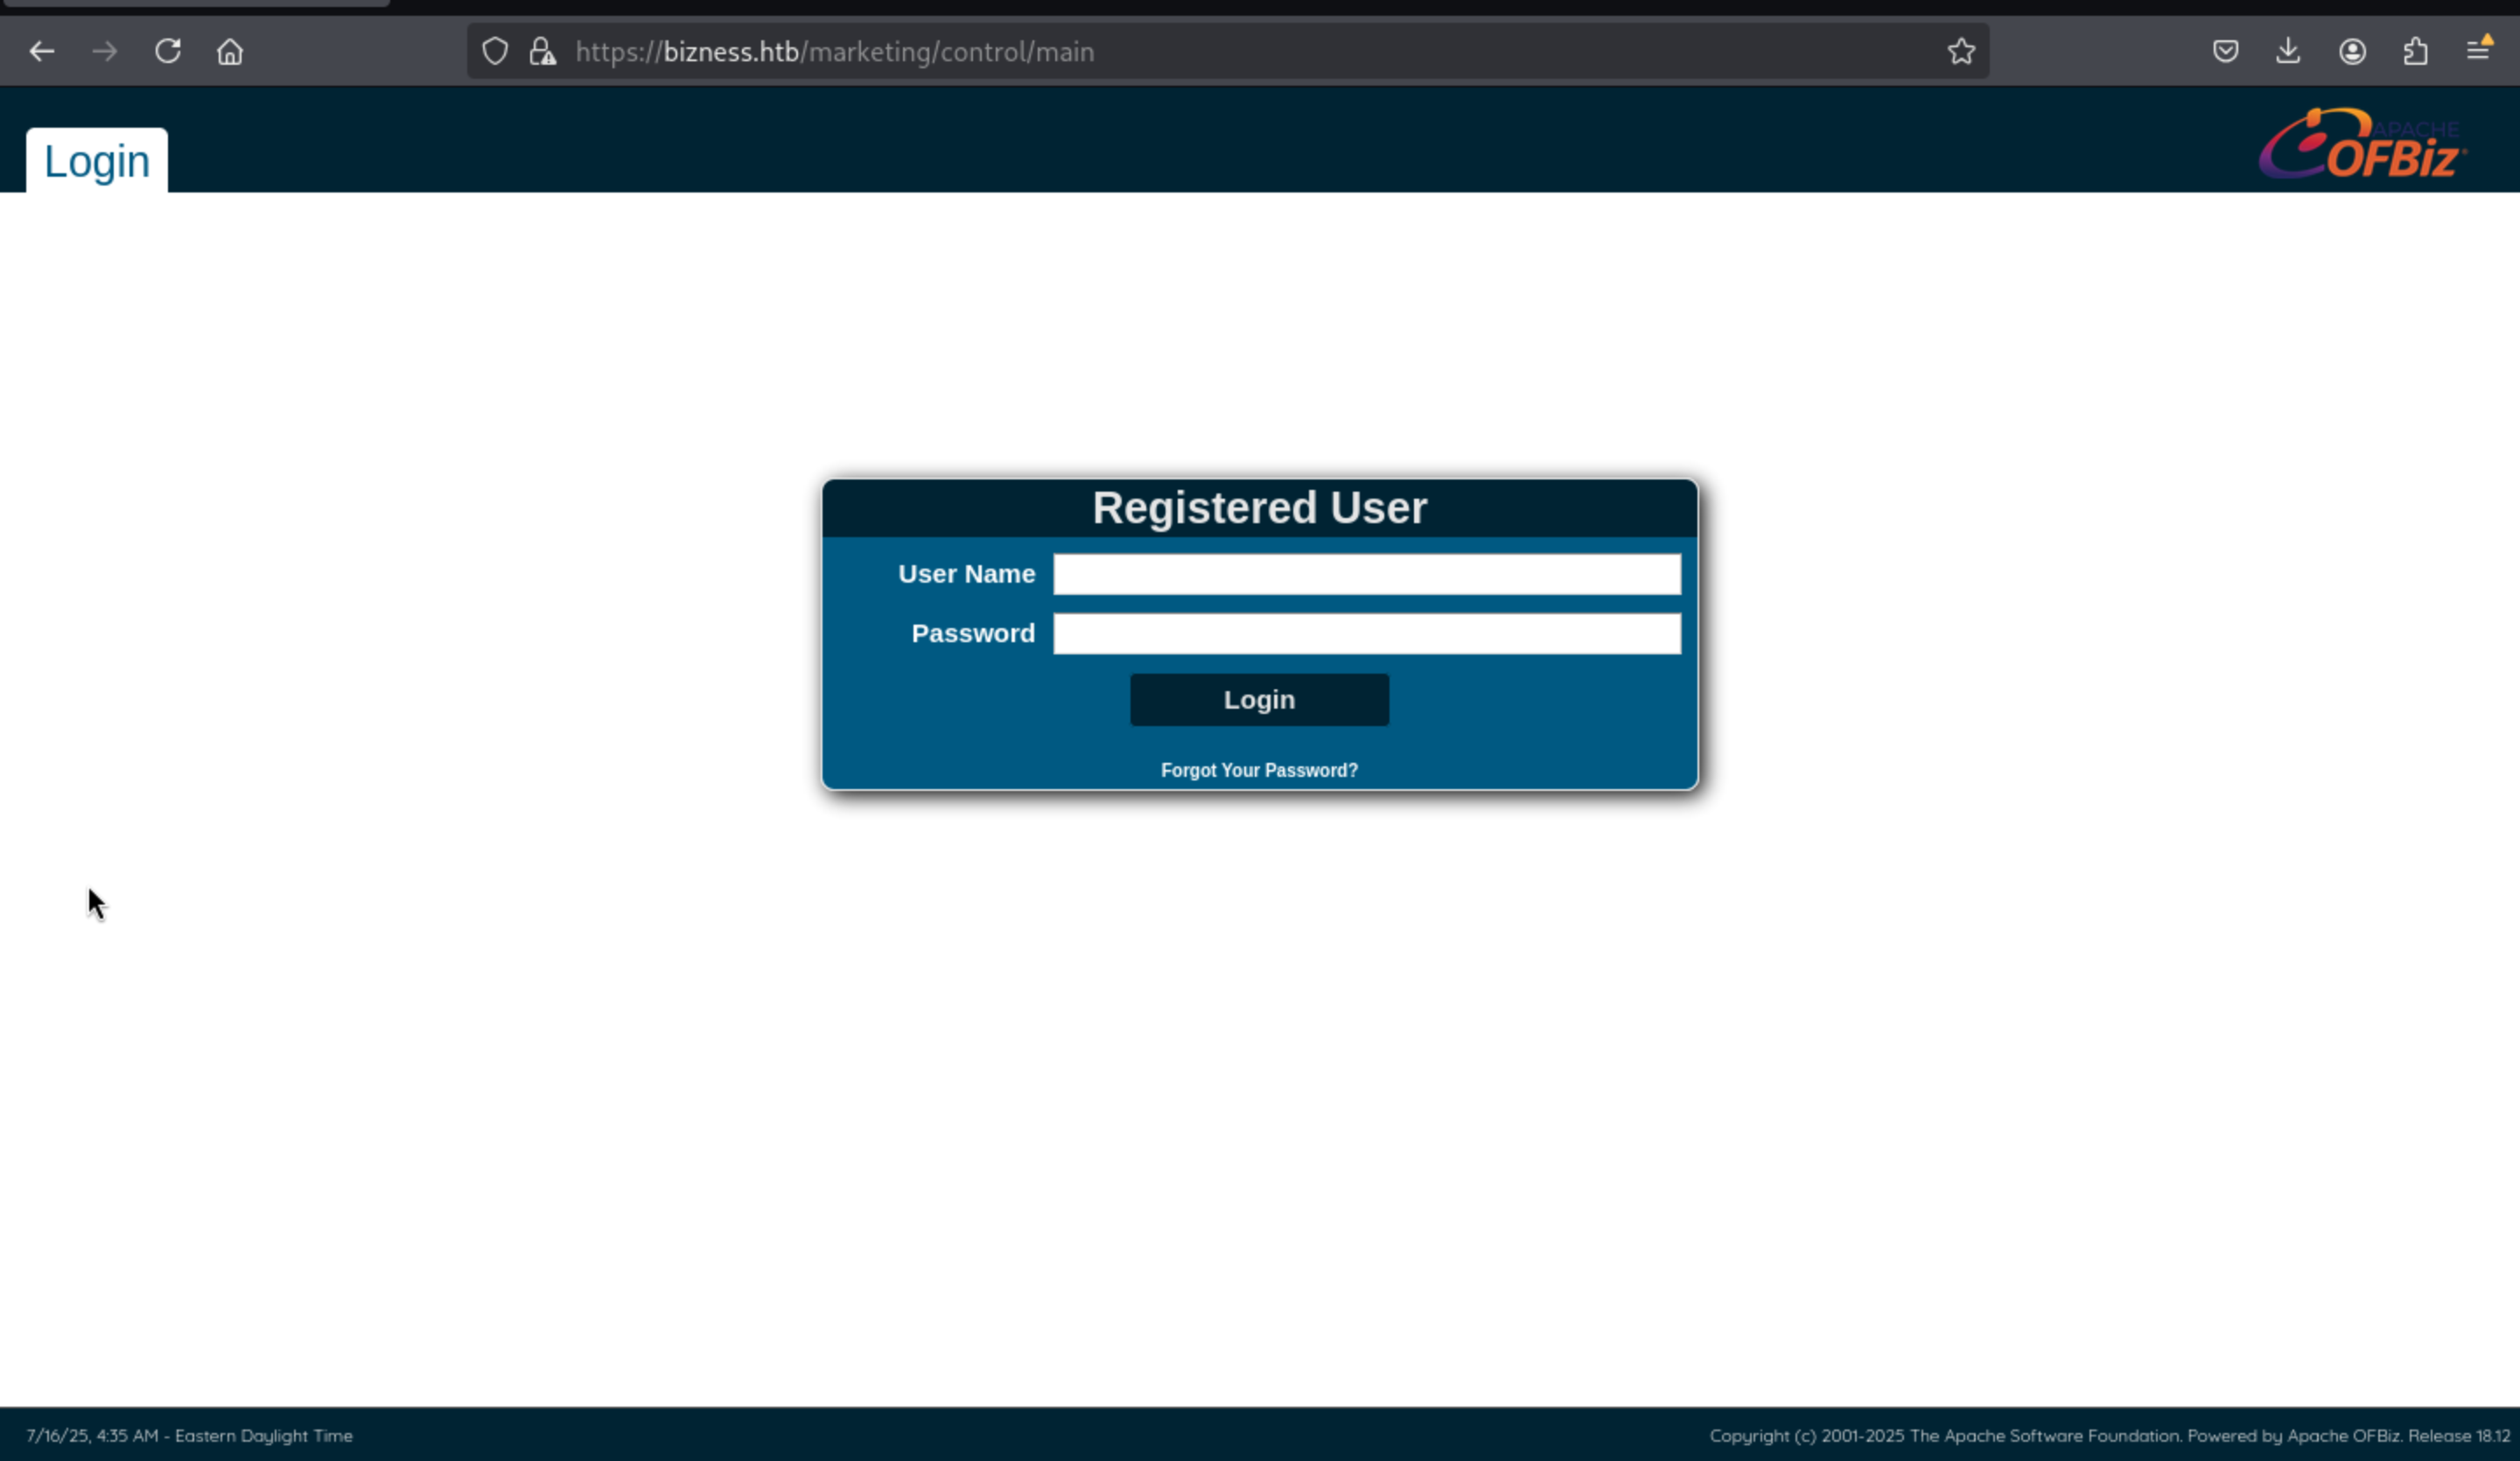 https://bizness.htb/marketing/control/main
Login
APACHE
OFBiz
Registered User
User Name
Password
Login
Forgot Your Password?
7/16/25, 4:35 AM - Eastern Daylight Time
Copyright (c) 2001-2025 The Apache Software Foundation. Powered by Apache OFBiz. Release 18.12